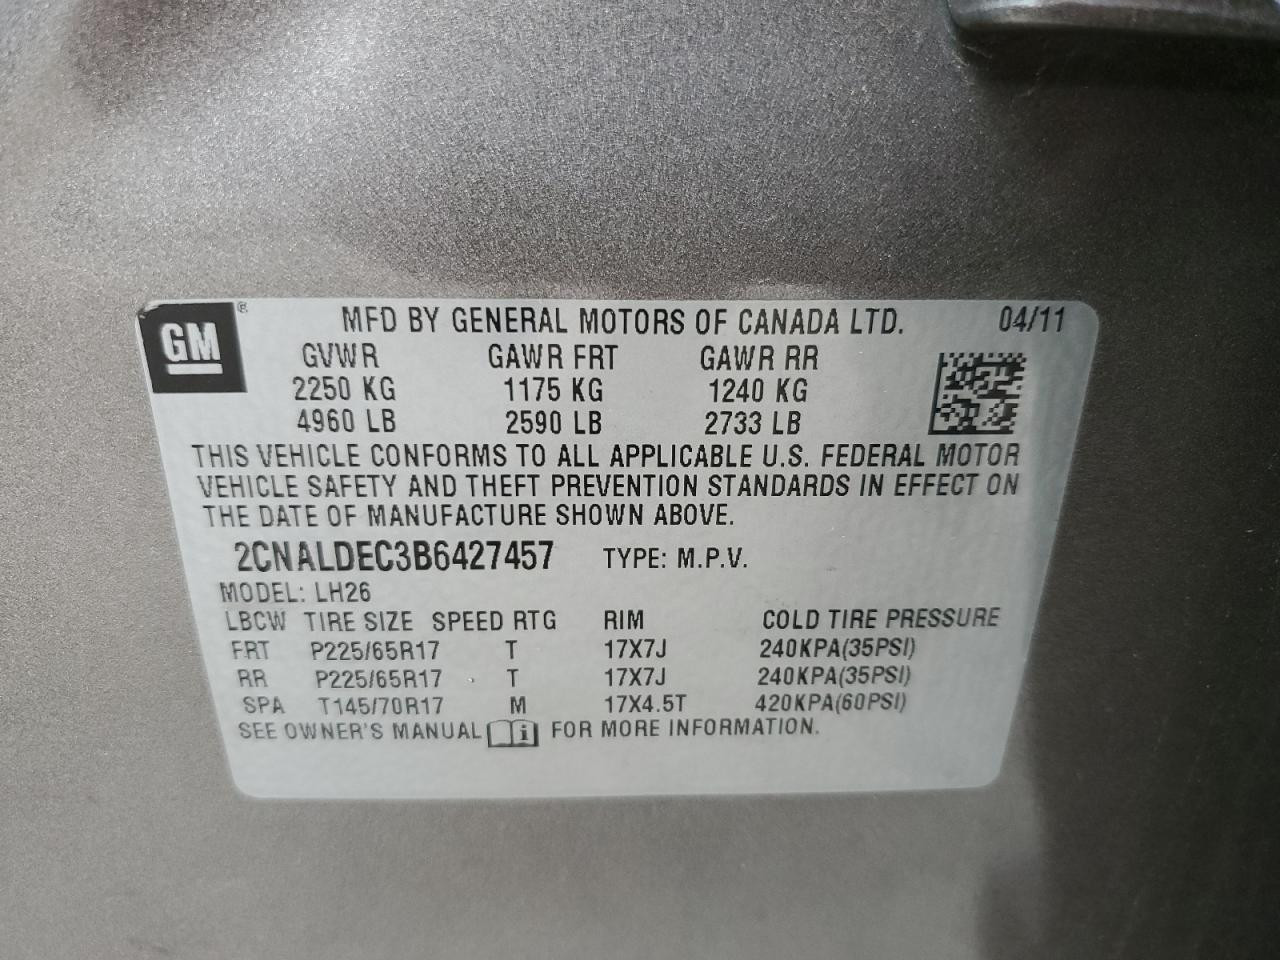 GM®
MFD BY GENERAL MOTORS OF CANADA LTD. 04/11
GVWR GAWR FRT GAWR RR
2250 KG 1175 KG 1240 KG
4960 LB 2590 LB 2733 LB
THIS VEHICLE CONFORMS TO ALL APPLICABLE U.S. FEDERAL MOTOR
VEHICLE SAFETY AND THEFT PREVENTION STANDARDS IN EFFECT ON
THE DATE OF MANUFACTURE SHOWN ABOVE.
2CNALDEC3B6427457 TYPE: M.P.V.
MODEL: LH26
LBCW TIRE SIZE SPEED RTG RIM COLD TIRE PRESSURE
FRT P225/65R17 T 17X7J 240KPA(35PSI)
RR P225/65R17 T 17X7J 240KPA(35PSI)
SPA T145/70R17 M 17X4.5T 420KPA(60PSI)
SEE OWNER'S MANUAL i FOR MORE INFORMATION.